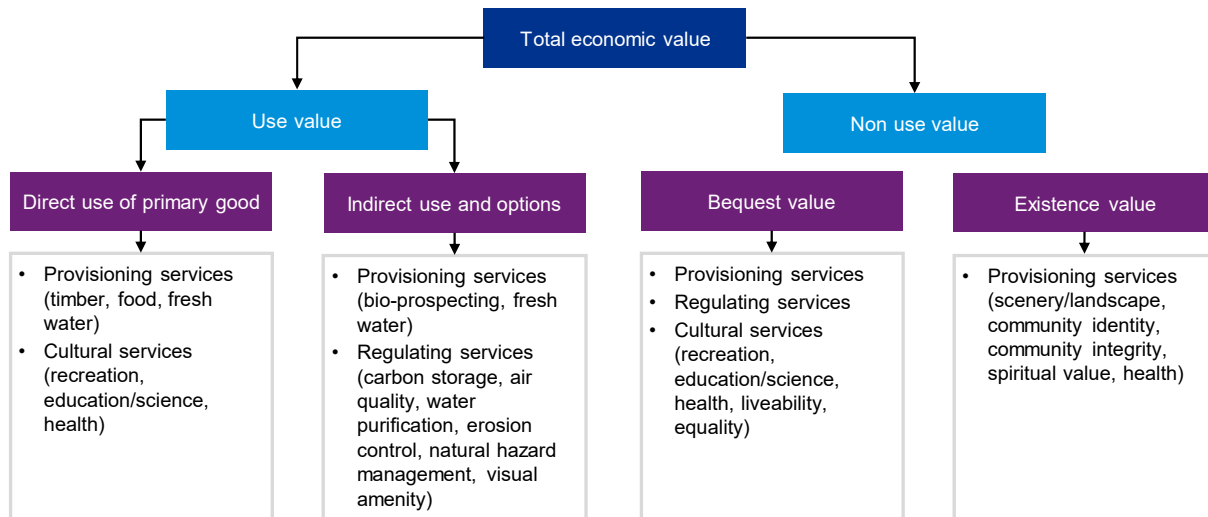 Total economic value
Use value
Non use value
Direct use of primary good
Indirect use and options
Bequest value
Existence value
• Provisioning services
(timber, food, fresh
water)
• Cultural services
(recreation,
education/science,
health)
• Provisioning services
(bio-prospecting, fresh
water)
• Regulating services
(carbon storage, air
quality, water
purification, erosion
control, natural hazard
management, visual
amenity)
• Provisioning services
• Regulating services
• Cultural services
(recreation,
education/science,
health, liveability,
equality)
• Provisioning services
(scenery/landscape,
community identity,
community integrity,
spiritual value, health)